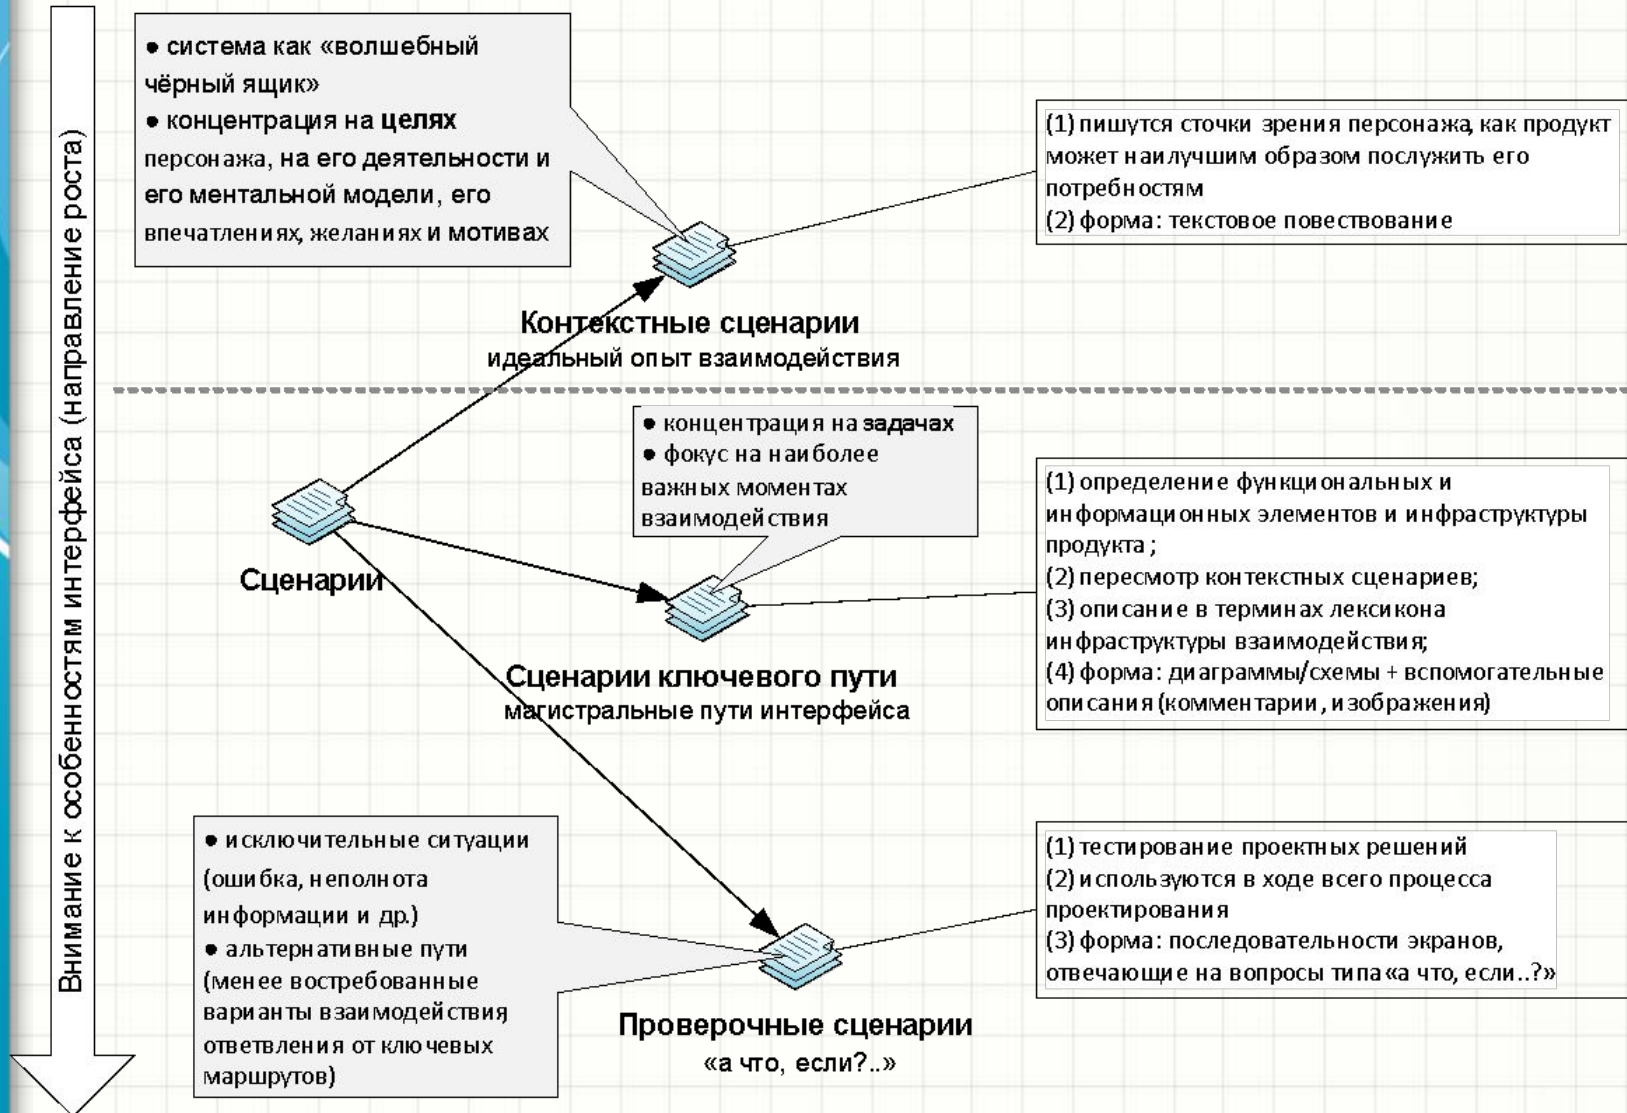 Внимание к особенностям интерфейса (направление роста)
● система как «волшебный
чёрный ящик»
● концентрация на целях
персонажа, на его деятельности и
его ментальной модели, его
впечатлениях, желаниях и мотивах
(1) пишутся сточки зрения персонажа, как продукт
может наилучшим образом послужить его
потребностям
(2) форма: текстовое повествование
Контекстные сценарии
идеальный опыт взаимодействия
● концентрация на задачах
● фокус на наиболее
важных моментах
взаимодействия
(1) определение функциональных и
информационных элементов и инфраструктуры
продукта ;
(2) пересмотр контекстных сценариев;
(3) описание в терминах лексикона
инфраструктуры взаимодействия;
(4) форма: диаграммы/схемы + вспомогательные
описания (комментарии , изображения)
Сценарии
Сценарии ключевого пути
магистральные пути интерфейса
● исключительные ситуации
(ошибка, неполнота
информации и др.)
● альтернативные пути
(менее востребованные
варианты взаимодействия,
ответвления от ключевых
маршрутов)
(1) тестирование проектных решений
(2) используются в ходе всего процесса
проектирования
(3) форма: последовательности экранов,
отвечающие на вопросы типа «а что, если..?»
Проверочные сценарии
«а что, если?..»